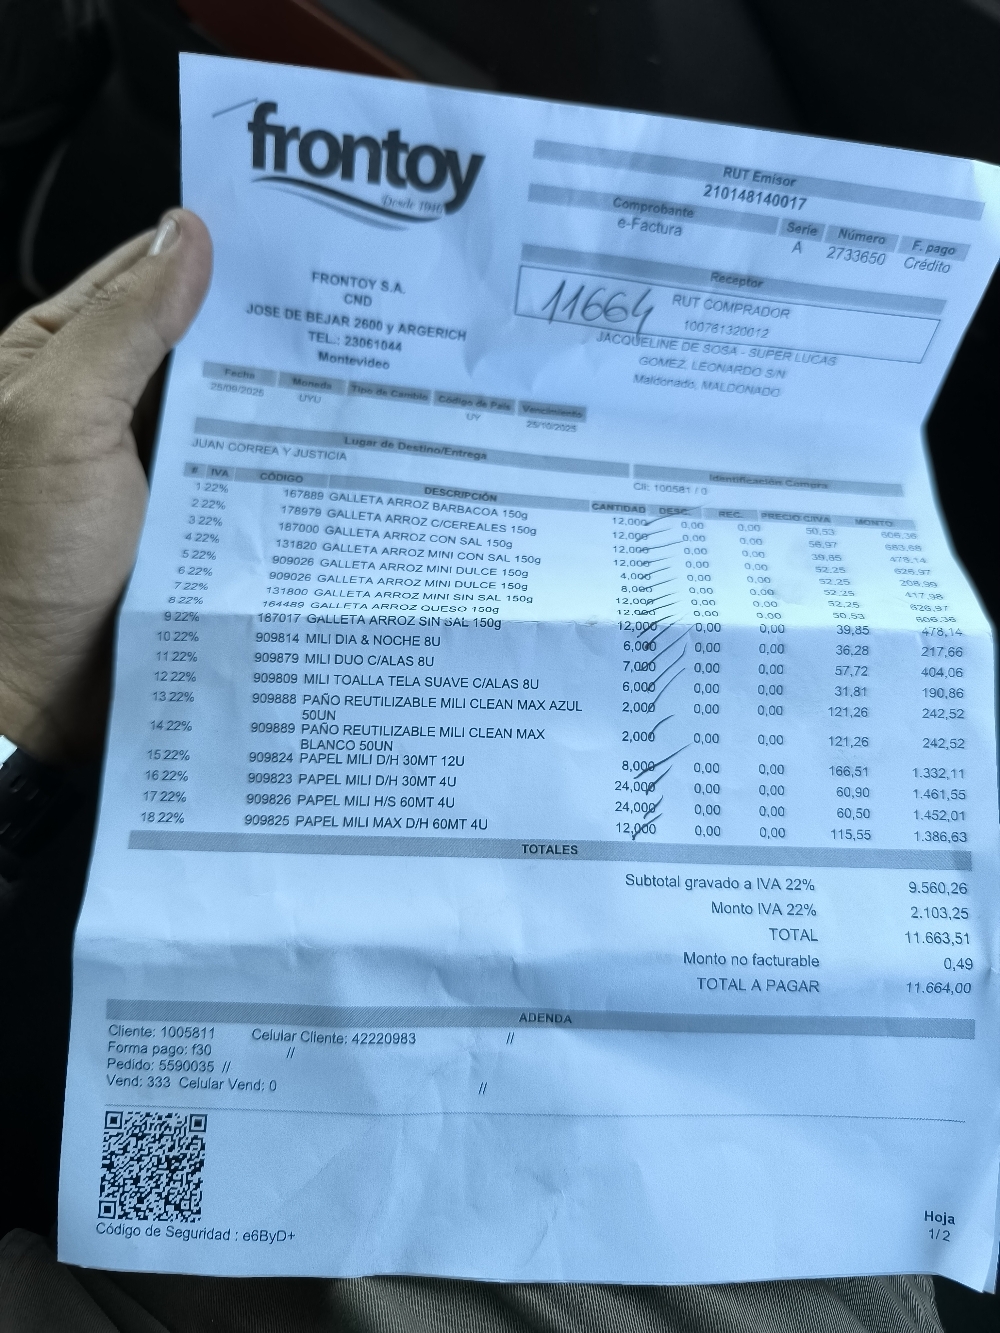 frontoy
Desde 1940
RUT Emisor
210148140017
Comprobante Serie Número F. pago
e-Factura A 2733650 Crédito
Receptor
11664 RUT COMPRADOR
100781320012
JACQUELINE DE SOSA - SUPER LUCAS
GOMEZ, LEONARDO S/N
Maldonado, MALDONADO
FRONTOY S.A.
CND
JOSE DE BEJAR 2600 y ARGERICH
TEL.: 23061044
Montevideo
Fecha Moneda Tipo de Cambio Código de País Vencimiento
25/09/2025 UYU UY 25/10/2025
Lugar de Destino/Entrega Identificación Compra
JUAN CORREA Y JUSTICIA
# IVA CÓDIGO DESCRIPCIÓN CANTIDAD DESC. REC. PRECIO C/IVA MONTO
1 22% 167889 GALLETA ARROZ BARBACOA 150g 12,000 0,00 0,00 50,53 606,36
2 22% 178979 GALLETA ARROZ C/CEREALES 150g 12,000 0,00 0,00 56,97 683,68
3 22% 187000 GALLETA ARROZ CON SAL 150g 12,000 0,00 0,00 39,85 478,14
4 22% 131820 GALLETA ARROZ MINI CON SAL 150g 12,000 0,00 0,00 52,25 626,97
5 22% 909026 GALLETA ARROZ MINI DULCE 150g 4,000 0,00 0,00 52,25 208,99
6 22% 909026 GALLETA ARROZ MINI DULCE 150g 8,000 0,00 0,00 52,25 417,98
7 22% 131800 GALLETA ARROZ MINI SIN SAL 150g 12,000 0,00 0,00 52,25 626,97
8 22% 164489 GALLETA ARROZ QUESO 150g 12,000 0,00 0,00 50,53 606,36
9 22% 187017 GALLETA ARROZ SIN SAL 150g 12,000 0,00 0,00 39,85 478,14
10 22% 909814 MILI DIA & NOCHE 8U 6,000 0,00 0,00 36,28 217,66
11 22% 909879 MILI DUO C/ALAS 8U 7,000 0,00 0,00 57,72 404,06
12 22% 909809 MILI TOALLA TELA SUAVE C/ALAS 8U 6,000 0,00 0,00 31,81 190,86
13 22% 909888 PAÑO REUTILIZABLE MILI CLEAN MAX AZUL 2,000 0,00 0,00 121,26 242,52
50UN
14 22% 909889 PAÑO REUTILIZABLE MILI CLEAN MAX 2,000 0,00 0,00 121,26 242,52
BLANCO 50UN
15 22% 909824 PAPEL MILI D/H 30MT 12U 8,000 0,00 0,00 166,51 1.332,11
16 22% 909823 PAPEL MILI D/H 30MT 4U 24,000 0,00 0,00 60,90 1.461,55
17 22% 909826 PAPEL MILI H/S 60MT 4U 24,000 0,00 0,00 60,50 1.452,01
18 22% 909825 PAPEL MILI MAX D/H 60MT 4U 12,000 0,00 0,00 115,55 1.386,63
TOTALES
Subtotal gravado a IVA 22% 9.560,26
Monto IVA 22% 2.103,25
TOTAL 11.663,51
Monto no facturable 0,49
TOTAL A PAGAR 11.664,00
ADENDA
Cliente: 1005811 Celular Cliente: 42220983 //
Forma pago: f30 //
Pedido: 5590035 //
Vend: 333 Celular Vend: 0 //
Código de Seguridad : e6ByD+
Hoja
1/2